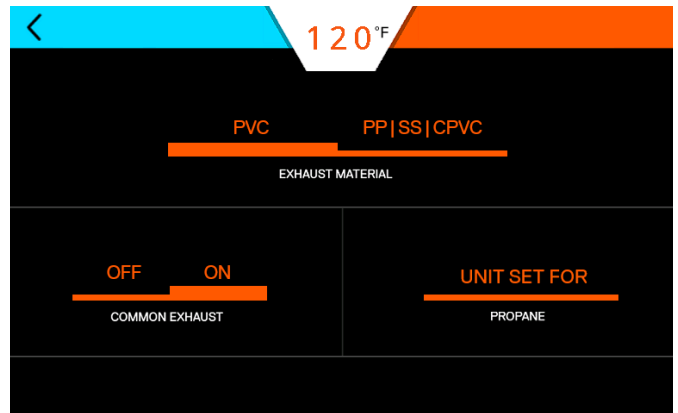 120°F
PVC PP|SS|CPVC
EXHAUST MATERIAL
OFF ON
COMMON EXHAUST
UNIT SET FOR
PROPANE